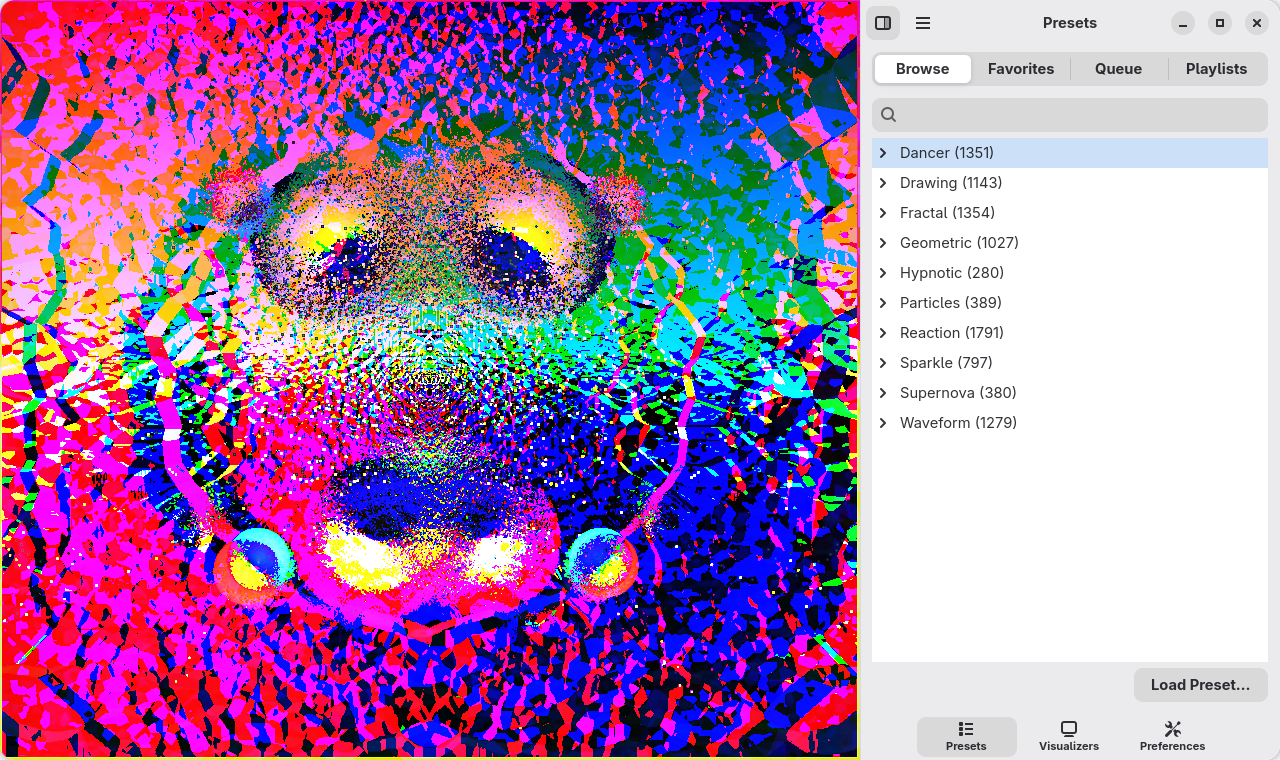 Presets
Browse
Favorites
Queue
Playlists
Dancer (1351)
Drawing (1143)
Fractal (1354)
Geometric (1027)
Hypnotic (280)
Particles (389)
Reaction (1791)
Sparkle (797)
Supernova (380)
Waveform (1279)
Load Preset...
Presets
Visualizers
Preferences